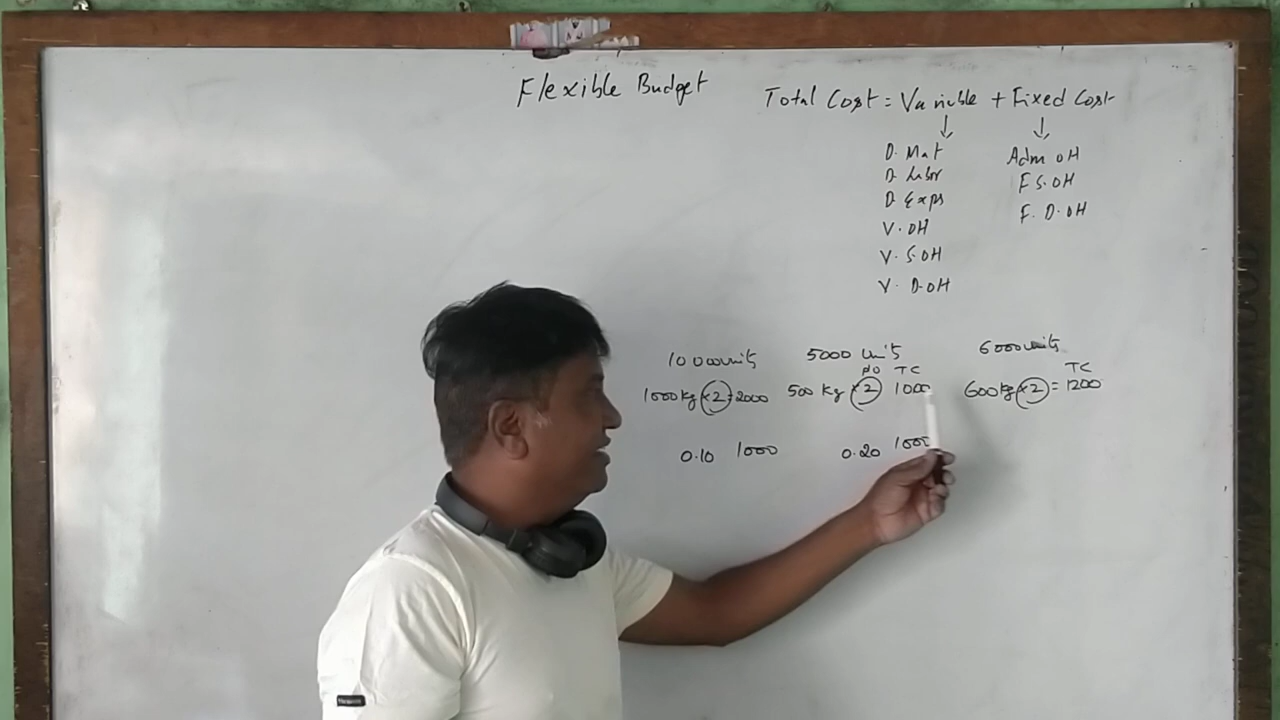 Flexible Budget
Total Cost = Variable + Fixed Cost
↓ ↓
D. Mat Adm OH
D. Labr F S. OH
D. Exps F. D. OH
V. OH
V. S. OH
V. D. OH
10000 units 5000 unit 6000 units
PO TC TC
1000 kg × 2 = 2000 500 kg × 2 1000 600 kg × 2 = 1200
0.10 1000 0.20 1000